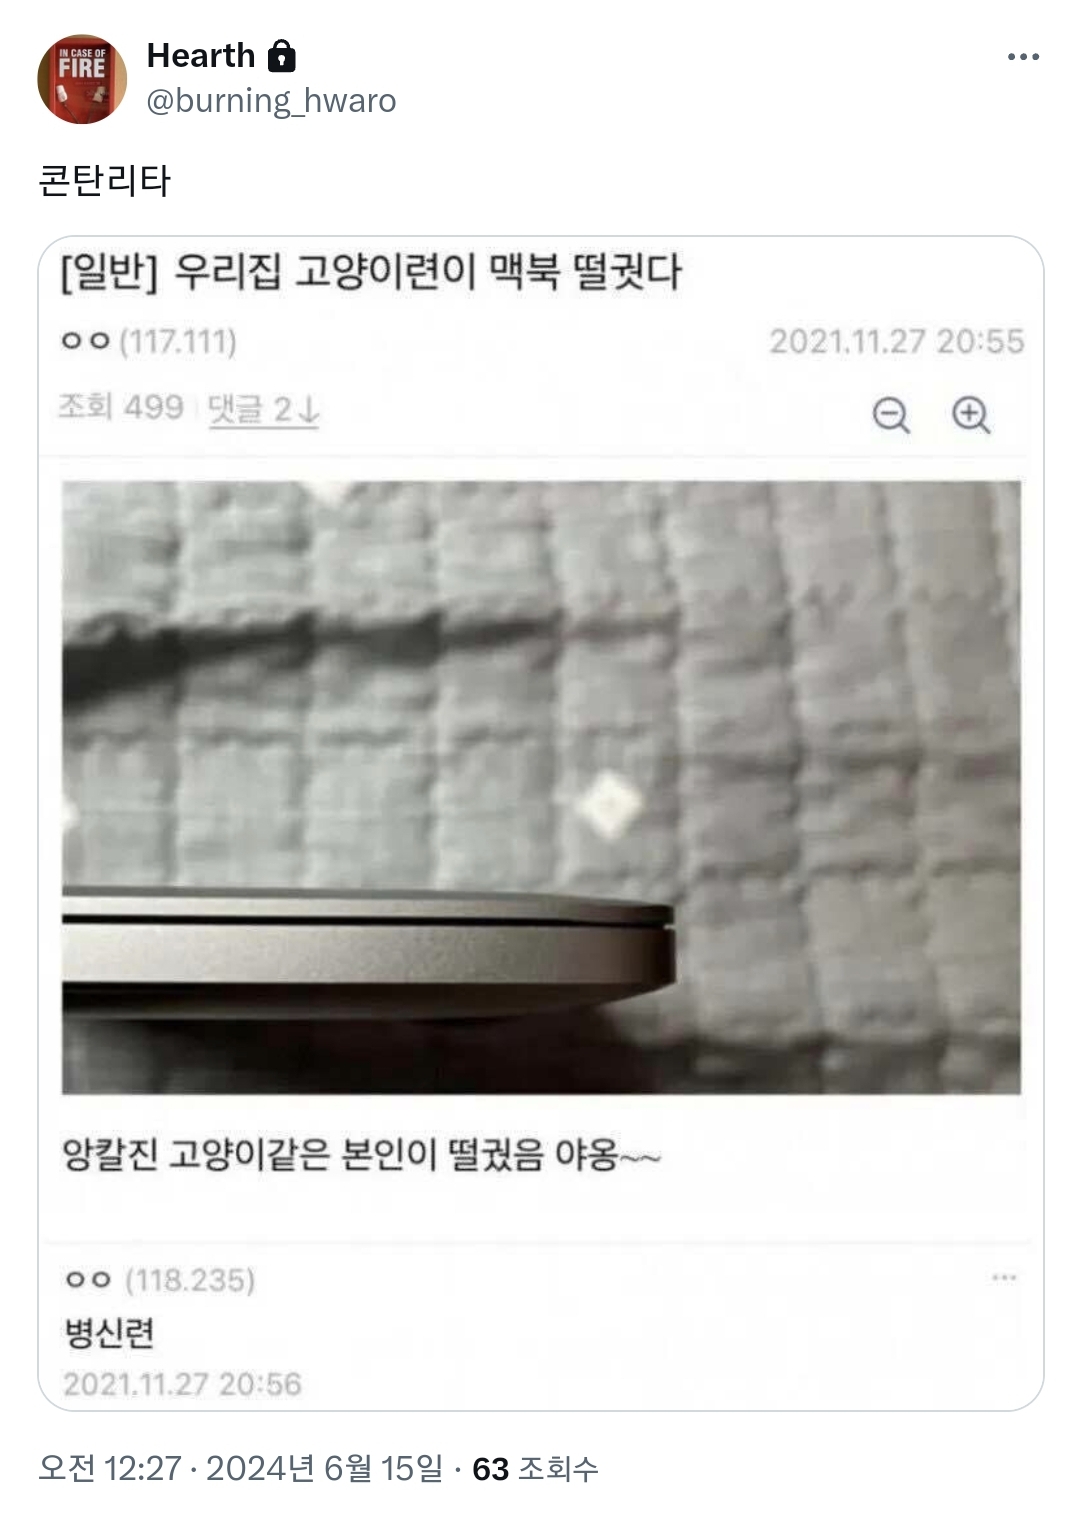 IN CASE OF
FIRE
Hearth
@burning_hwaro
콘탄리타
[일반] 우리집 고양이련이 맥북 떨궛다
ㅇㅇ (117.111)
2021.11.27 20:55
조회 499 댓글 2↓
앙칼진 고양이같은 본인이 떨궜음 야옹~~
ㅇㅇ (118.235)
병신련
2021.11.27 20:56
오전 12:27 · 2024년 6월 15일 · 63 조회수